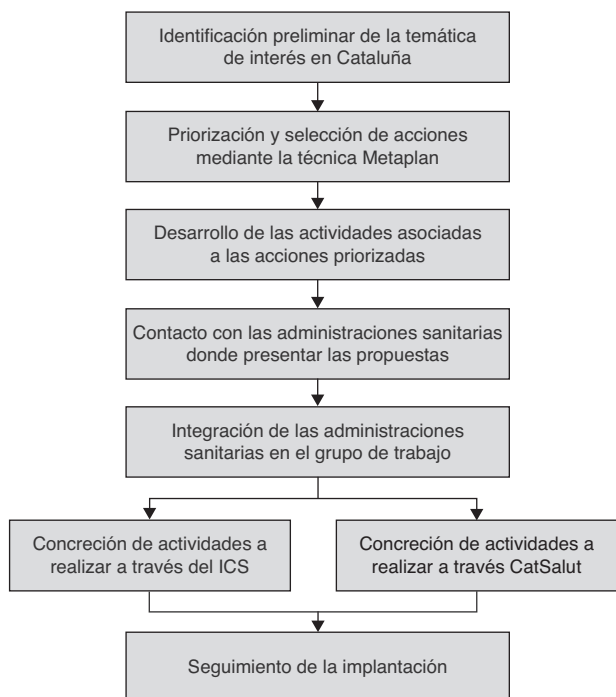 Identificación preliminar de la temática
de interés en Cataluña
Priorización y selección de acciones
mediante la técnica Metaplan
Desarrollo de las actividades asociadas
a las acciones priorizadas
Contacto con las administraciones sanitarias
donde presentar las propuestas
Integración de las administraciones
sanitarias en el grupo de trabajo
Concreción de actividades a
realizar a través del ICS
Concreción de actividades a
realizar a través CatSalut
Seguimiento de la implantación